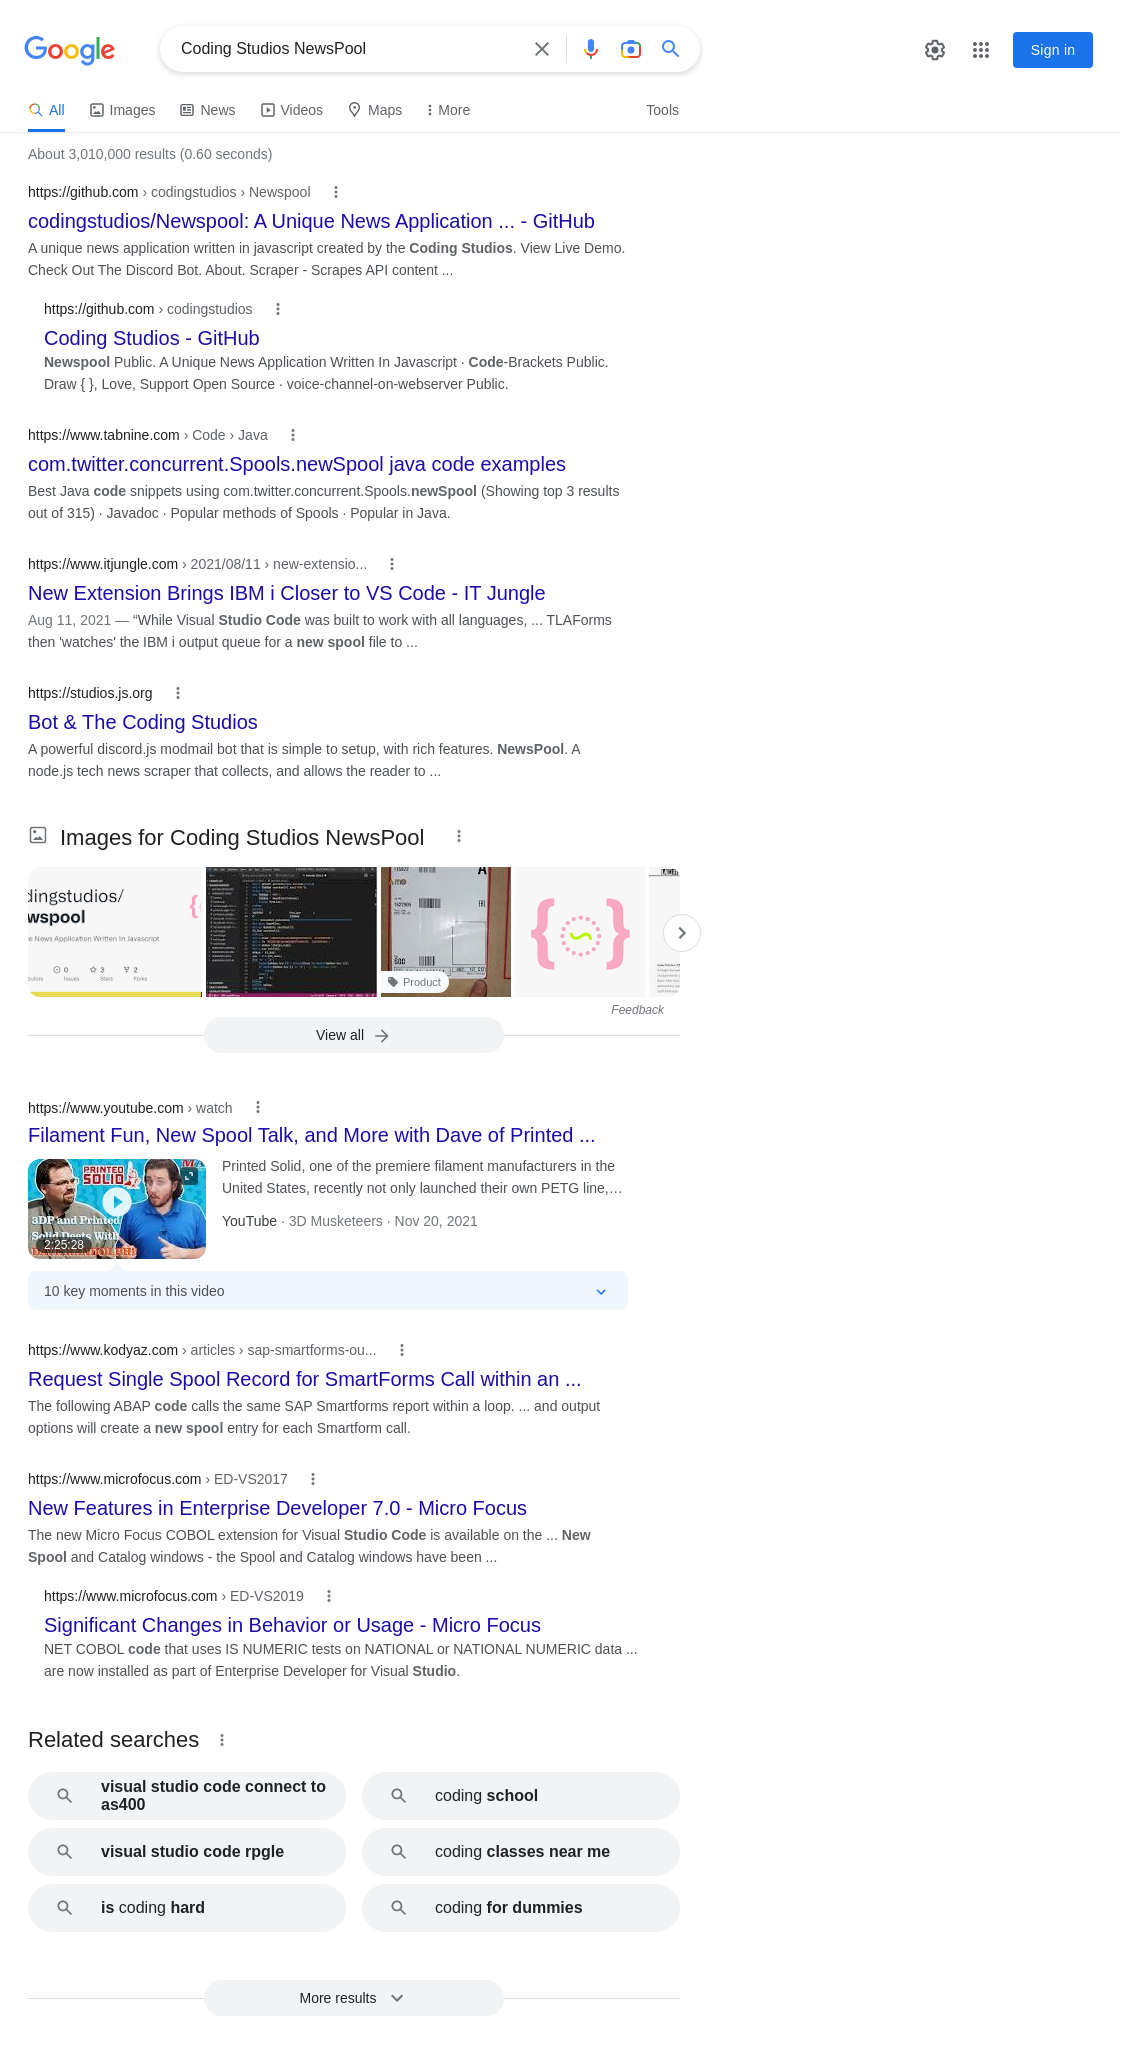 Google
Coding Studios NewsPool
Sign in
All
Images
News
Videos
Maps
More
Tools
About 3,010,000 results (0.60 seconds)
https://github.com › codingstudios › Newspool
codingstudios/Newspool: A Unique News Application ... - GitHub
A unique news application written in javascript created by the Coding Studios. View Live Demo.
Check Out The Discord Bot. About. Scraper - Scrapes API content ...
https://github.com › codingstudios
Coding Studios - GitHub
Newspool Public. A Unique News Application Written In Javascript · Code-Brackets Public.
Draw { }, Love, Support Open Source · voice-channel-on-webserver Public.
https://www.tabnine.com › Code › Java
com.twitter.concurrent.Spools.newSpool java code examples
Best Java code snippets using com.twitter.concurrent.Spools.newSpool (Showing top 3 results
out of 315) · Javadoc · Popular methods of Spools · Popular in Java.
https://www.itjungle.com › 2021/08/11 › new-extensio...
New Extension Brings IBM i Closer to VS Code - IT Jungle
Aug 11, 2021 — “While Visual Studio Code was built to work with all languages, ... TLAForms
then 'watches' the IBM i output queue for a new spool file to ...
https://studios.js.org
Bot & The Coding Studios
A powerful discord.js modmail bot that is simple to setup, with rich features. NewsPool. A
node.js tech news scraper that collects, and allows the reader to ...
Images for Coding Studios NewsPool
dingstudios/
wspool
e News Application Written In Javascript
0
3
2
Issues
Stars
Forks
A
600
Product
Feedback
View all
https://www.youtube.com › watch
Filament Fun, New Spool Talk, and More with Dave of Printed ...
PRINTED
SOLID
3DP and Printed
Solid Deets With
2:25:28
Printed Solid, one of the premiere filament manufacturers in the
United States, recently not only launched their own PETG line,...
YouTube · 3D Musketeers · Nov 20, 2021
10 key moments in this video
https://www.kodyaz.com › articles › sap-smartforms-ou...
Request Single Spool Record for SmartForms Call within an ...
The following ABAP code calls the same SAP Smartforms report within a loop. ... and output
options will create a new spool entry for each Smartform call.
https://www.microfocus.com › ED-VS2017
New Features in Enterprise Developer 7.0 - Micro Focus
The new Micro Focus COBOL extension for Visual Studio Code is available on the ... New
Spool and Catalog windows - the Spool and Catalog windows have been ...
https://www.microfocus.com › ED-VS2019
Significant Changes in Behavior or Usage - Micro Focus
NET COBOL code that uses IS NUMERIC tests on NATIONAL or NATIONAL NUMERIC data ...
are now installed as part of Enterprise Developer for Visual Studio.
Related searches
visual studio code connect to
as400
coding school
visual studio code rpgle
coding classes near me
is coding hard
coding for dummies
More results